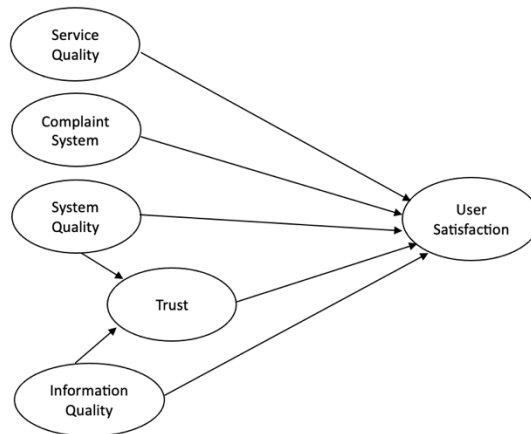 Service
Quality
Complaint
System
System
Quality
User
Satisfaction
Trust
Information
Quality